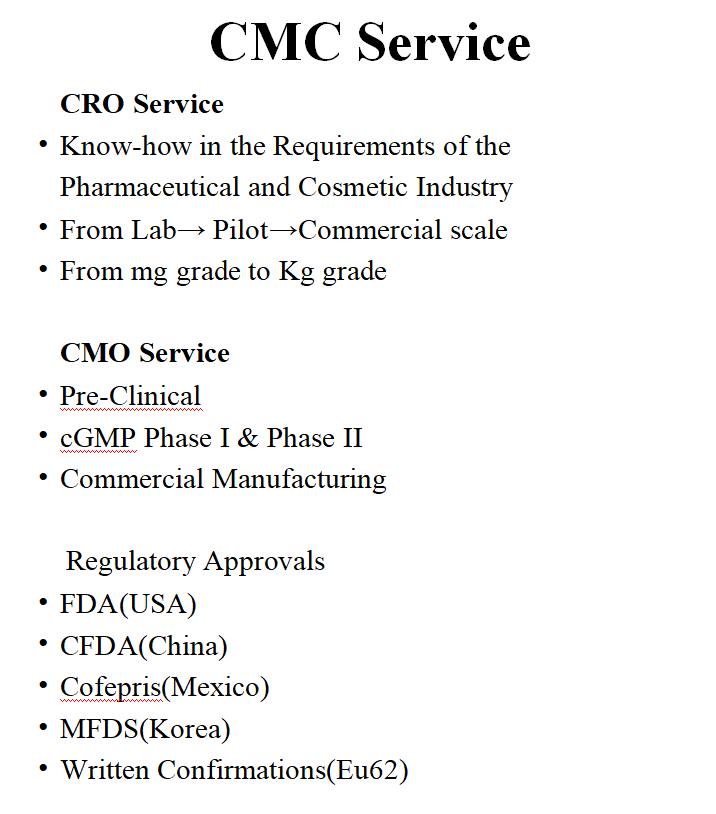 CMC Service
CRO Service
• Know-how in the Requirements of the
Pharmaceutical and Cosmetic Industry
• From Lab→ Pilot→Commercial scale
• From mg grade to Kg grade
CMO Service
• Pre-Clinical
• cGMP Phase I & Phase II
• Commercial Manufacturing
Regulatory Approvals
• FDA(USA)
• CFDA(China)
• Cofepris(Mexico)
• MFDS(Korea)
• Written Confirmations(Eu62)